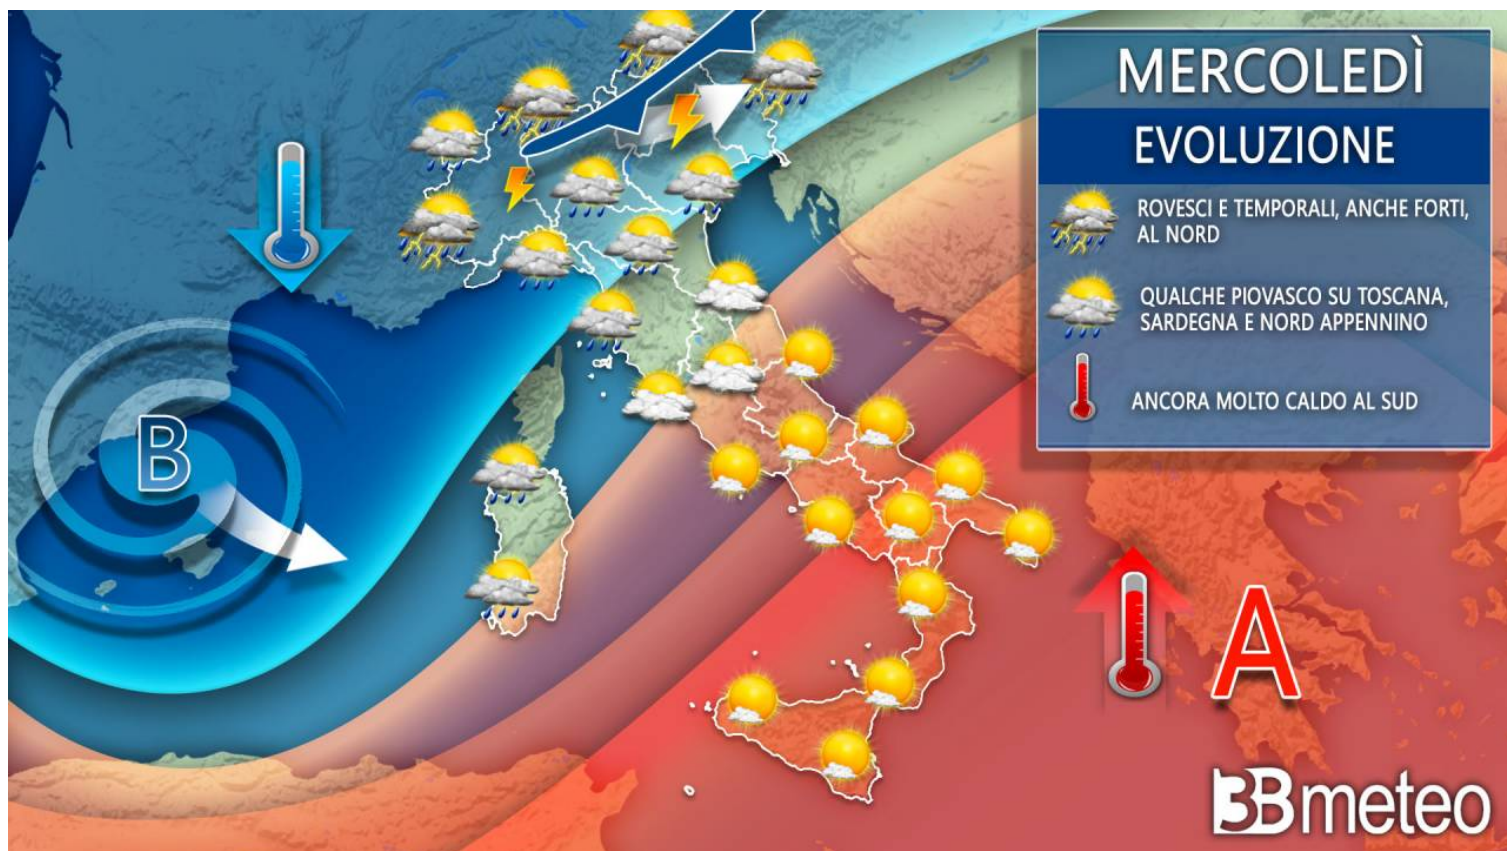 MERCOLEDÌ
EVOLUZIONE
ROVESCI E TEMPORALI, ANCHE FORTI,
AL NORD
QUALCHE PIOVASCO SU TOSCANA,
SARDEGNA E NORD APPENNINO
ANCORA MOLTO CALDO AL SUD
B
A
3Bmeteo